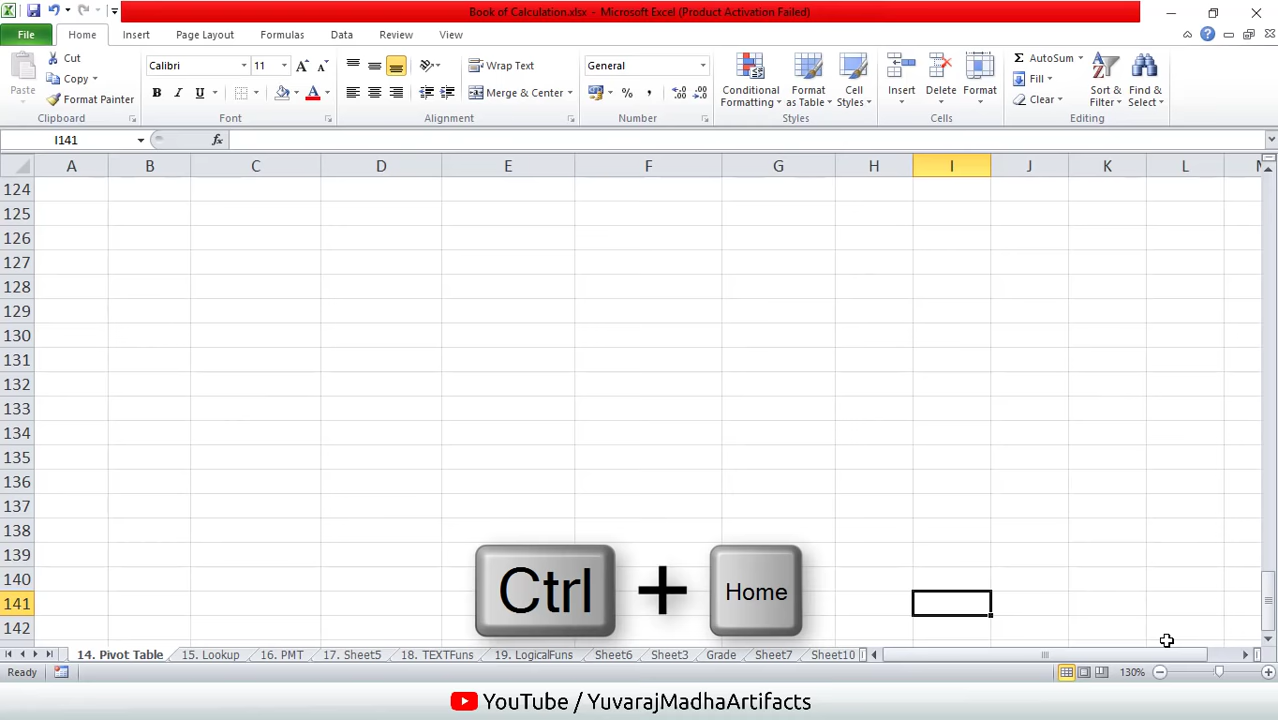 Book of Calculation.xlsx - Microsoft Excel (Product Activation Failed)
File Home Insert Page Layout Formulas Data Review View
Paste
Cut
Copy
Format Painter
Clipboard
Calibri 11
B I U
Font
Wrap Text
Merge & Center
Alignment
General
%
Number
Conditional Formatting
Format as Table
Cell Styles
Styles
Insert Delete Format
Cells
AutoSum
Fill
Clear
Sort & Filter
Find & Select
Editing
I141 fx
A B C D E F G H I J K L M
124
125
126
127
128
129
130
131
132
133
134
135
136
137
138
139
140
141
142
Ctrl + Home
14. Pivot Table 15. Lookup 16. PMT 17. Sheet5 18. TEXTFuns 19. LogicalFuns Sheet6 Sheet3 Grade Sheet7 Sheet10
Ready 130%
YouTube / YuvarajMadhaArtifacts